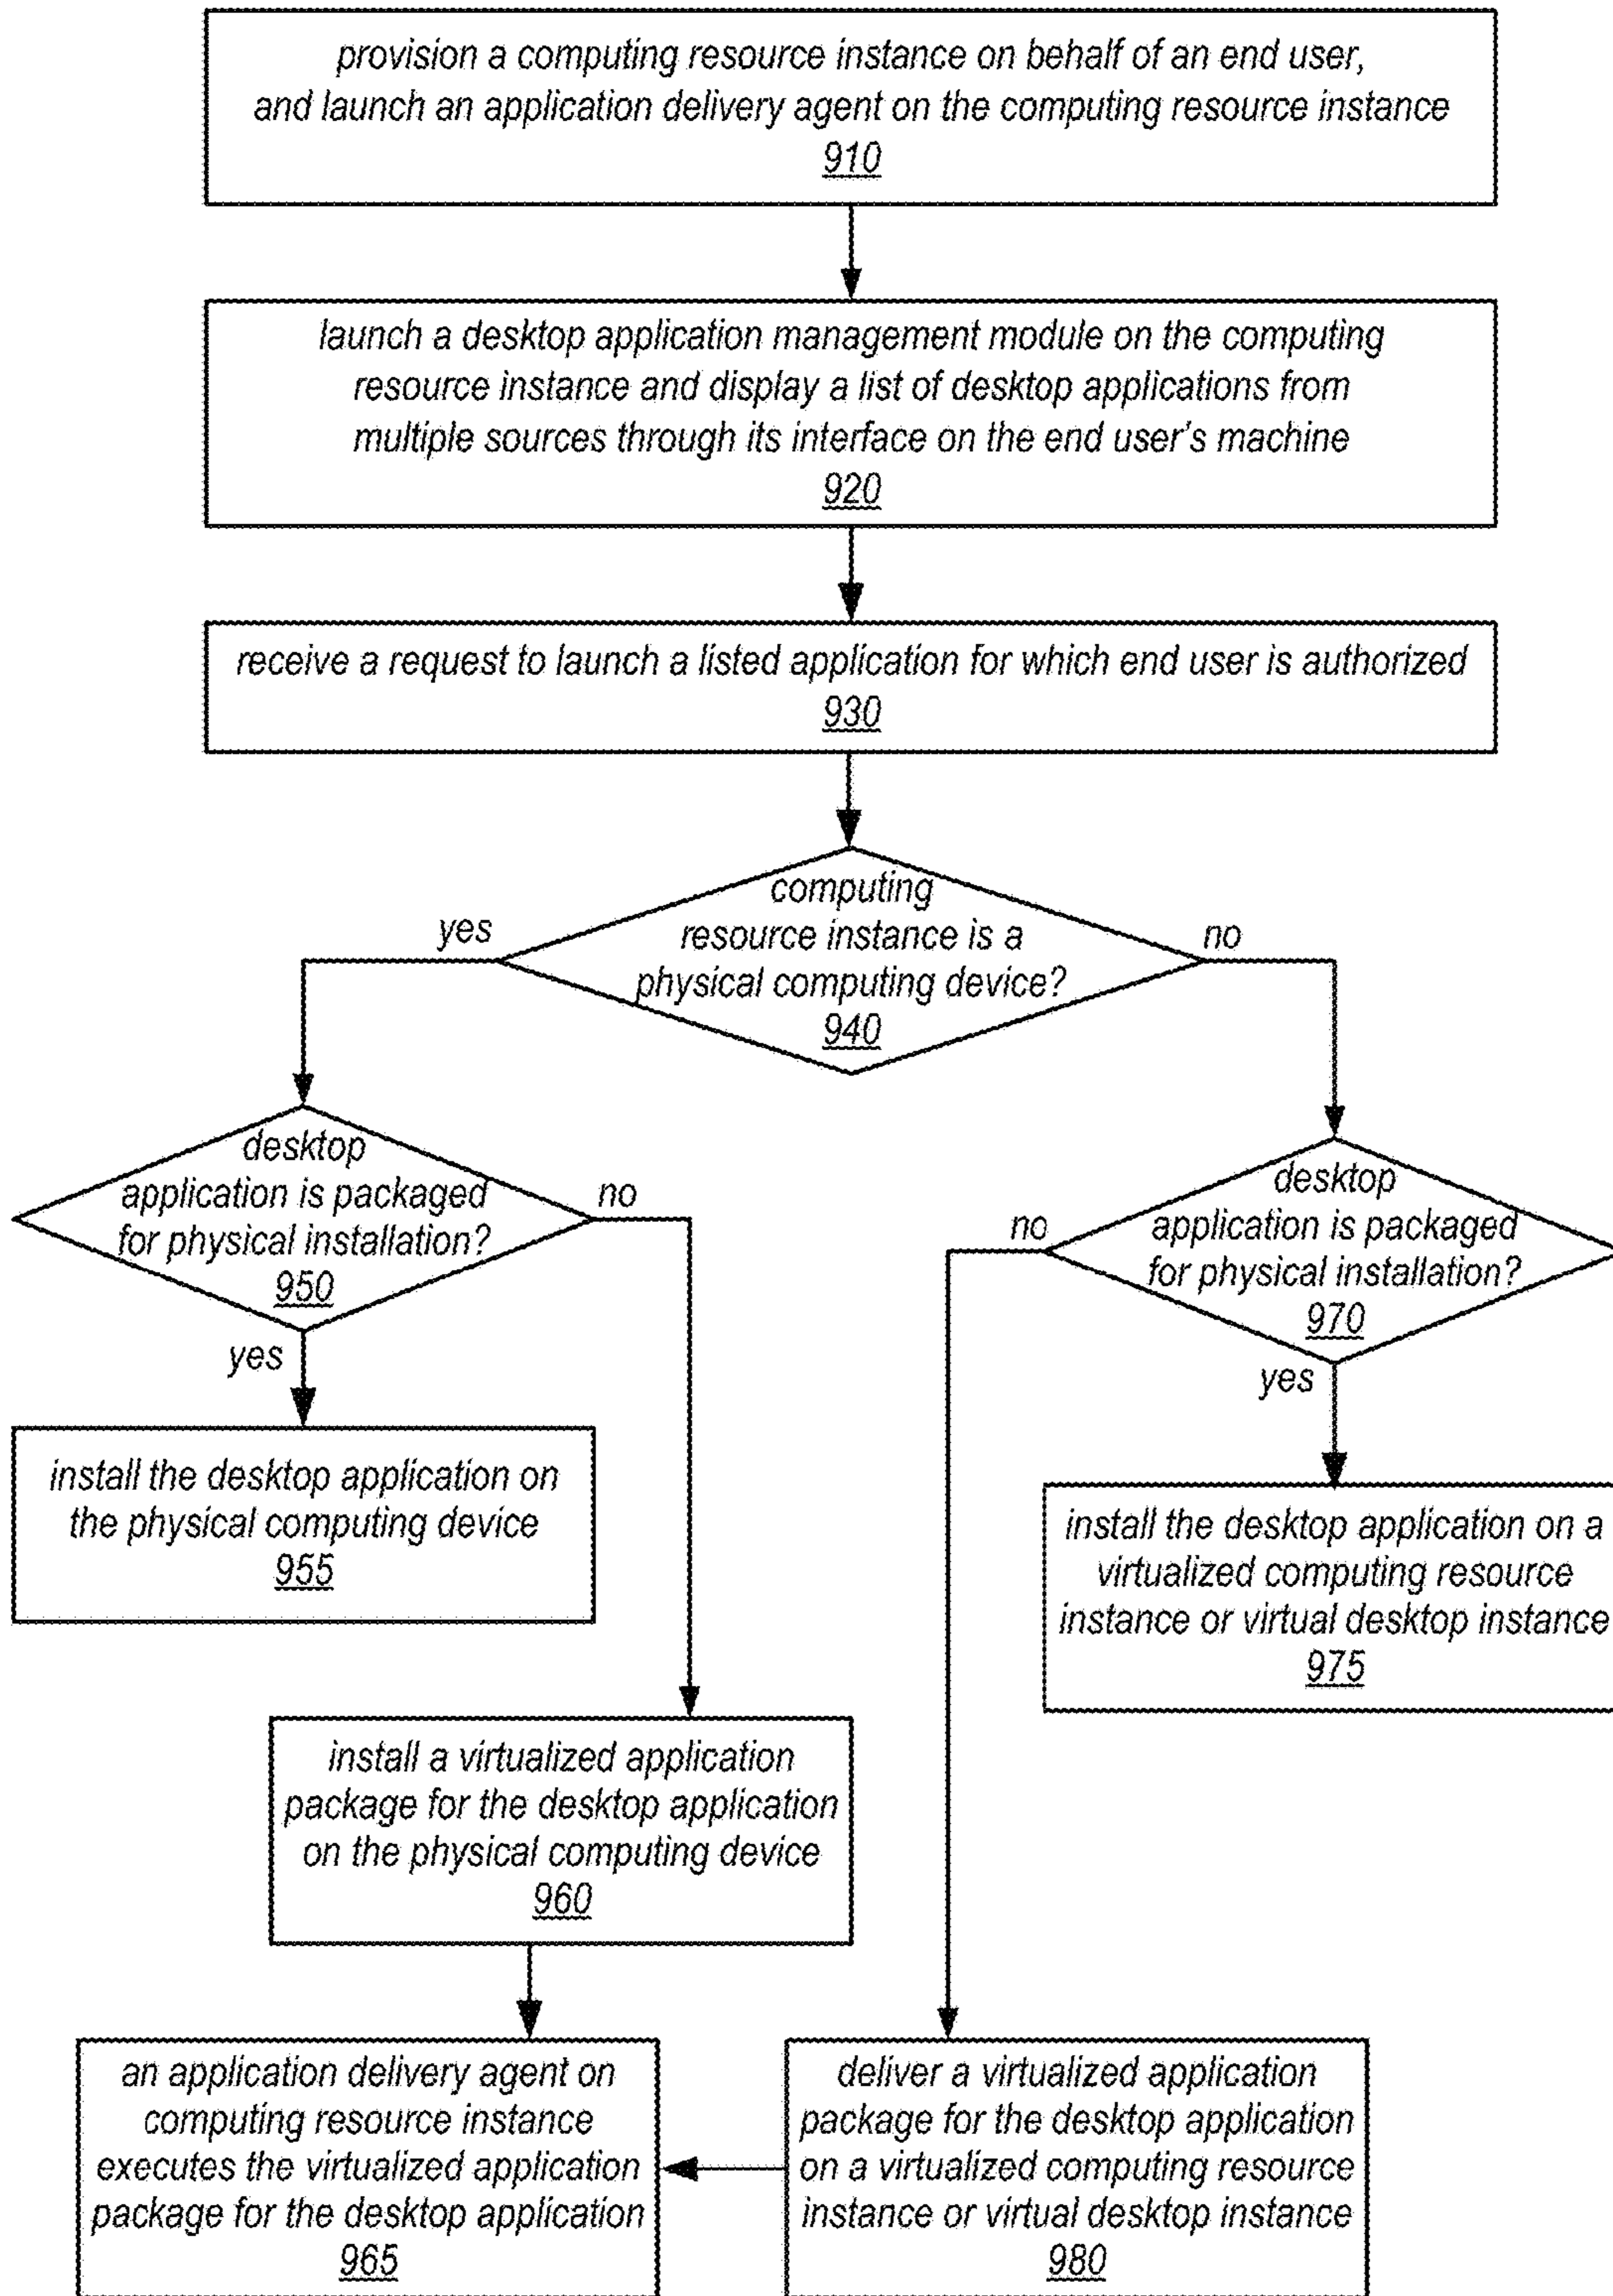 provision a computing resource instance on behalf of an end user,
and launch an application delivery agent on the computing resource instance
910
launch a desktop application management module on the computing
resource instance and display a list of desktop applications from
multiple sources through its interface on the end user's machine
920
receive a request to launch a listed application for which end user is authorized
930
computing
resource instance is a
physical computing device?
940
yes
no
desktop
application is packaged
for physical installation?
950
no
yes
desktop
application is packaged
for physical installation?
970
no
yes
install the desktop application on
the physical computing device
955
install the desktop application on a
virtualized computing resource
instance or virtual desktop instance
975
install a virtualized application
package for the desktop application
on the physical computing device
960
an application delivery agent on
computing resource instance
executes the virtualized application
package for the desktop application
965
deliver a virtualized application
package for the desktop application
on a virtualized computing resource
instance or virtual desktop instance
980